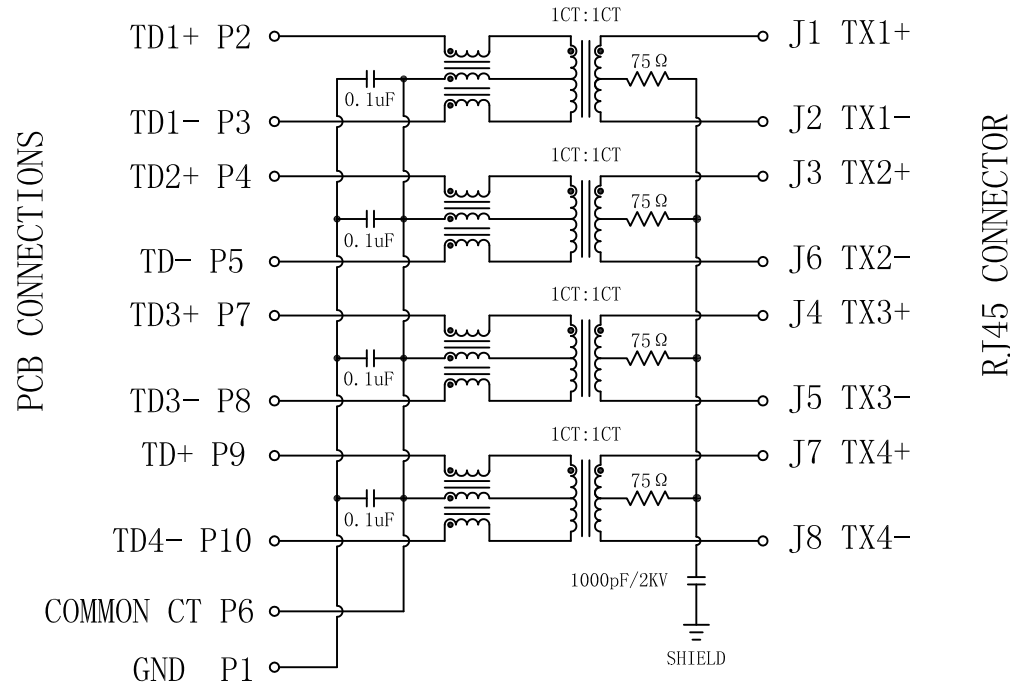 1CT:1CT
TD1+ P2
J1 TX1+
75Ω
0.1uF
TD1- P3
J2 TX1-
1CT:1CT
TD2+ P4
J3 TX2+
75Ω
0.1uF
TD- P5
J6 TX2-
1CT:1CT
TD3+ P7
J4 TX3+
75Ω
0.1uF
TD3- P8
J5 TX3-
1CT:1CT
TD+ P9
J7 TX4+
75Ω
0.1uF
TD4- P10
J8 TX4-
1000pF/2KV
COMMON CT P6
SHIELD
GND P1
PCB CONNECTIONS
RJ45 CONNECTOR